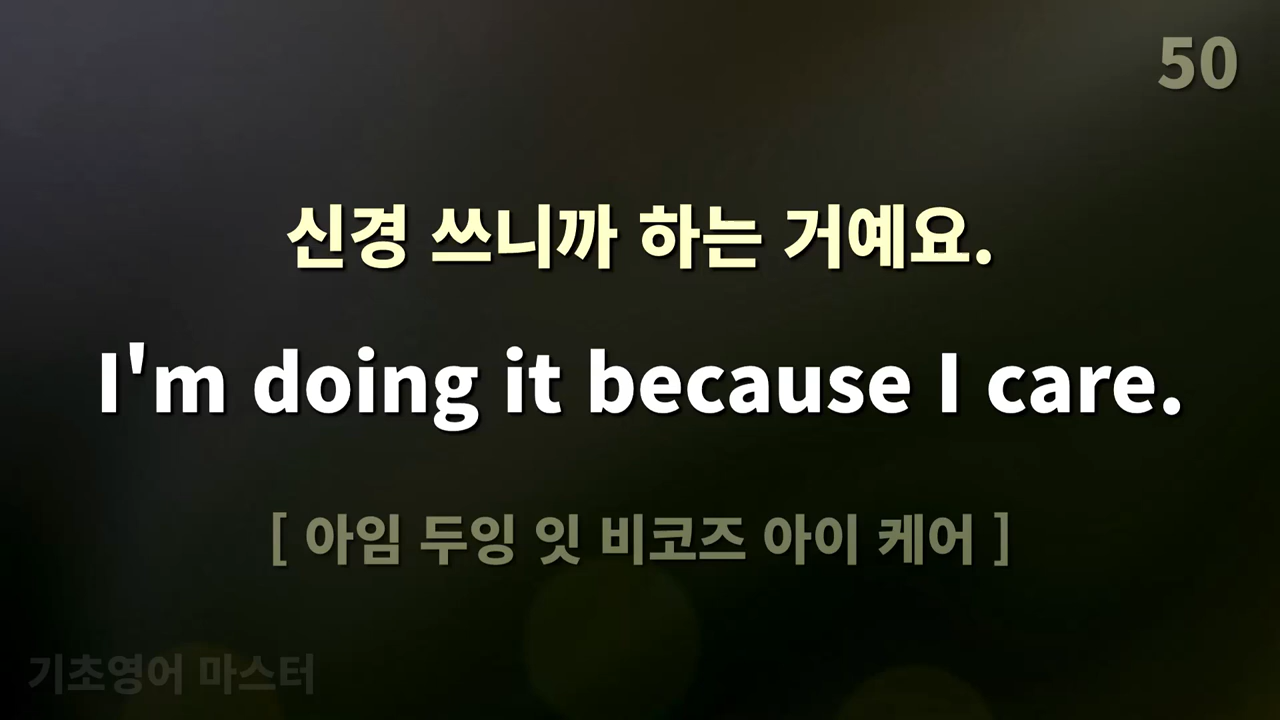 50
신경 쓰니까 하는 거예요.
I'm doing it because I care.
[ 아임 두잉 잇 비코즈 아이 케어 ]
기초영어 마스터